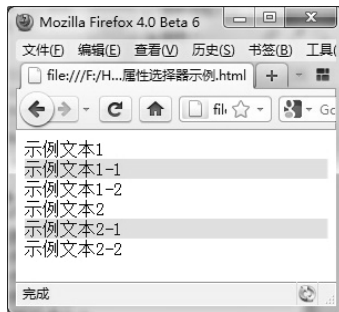 Mozilla Firefox 4.0 Beta 6
文件(F) 编辑(E) 查看(V) 历史(S) 书签(B) 工具(
file:///F:/H...属性选择器示例.html
fil
Go
示例文本1
示例文本1-1
示例文本1-2
示例文本2
示例文本2-1
示例文本2-2
完成